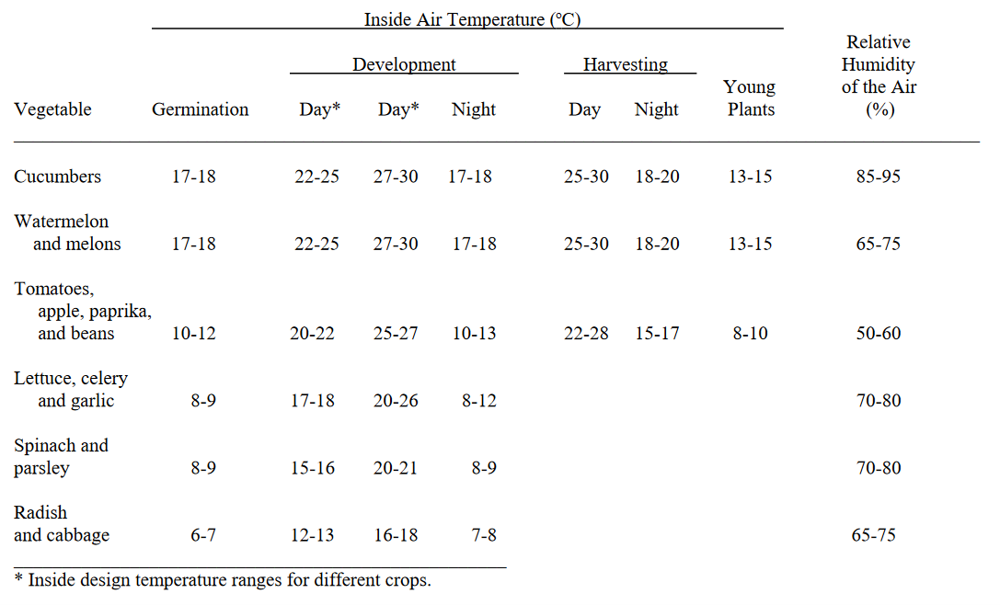 Inside Air Temperature (℃)
Relative
Development Harvesting Humidity
Young of the Air
Vegetable Germination Day* Day* Night Day Night Plants (%)
Cucumbers 17-18 22-25 27-30 17-18 25-30 18-20 13-15 85-95
Watermelon
and melons 17-18 22-25 27-30 17-18 25-30 18-20 13-15 65-75
Tomatoes,
apple, paprika,
and beans 10-12 20-22 25-27 10-13 22-28 15-17 8-10 50-60
Lettuce, celery
and garlic 8-9 17-18 20-26 8-12 70-80
Spinach and
parsley 8-9 15-16 20-21 8-9 70-80
Radish
and cabbage 6-7 12-13 16-18 7-8 65-75
* Inside design temperature ranges for different crops.